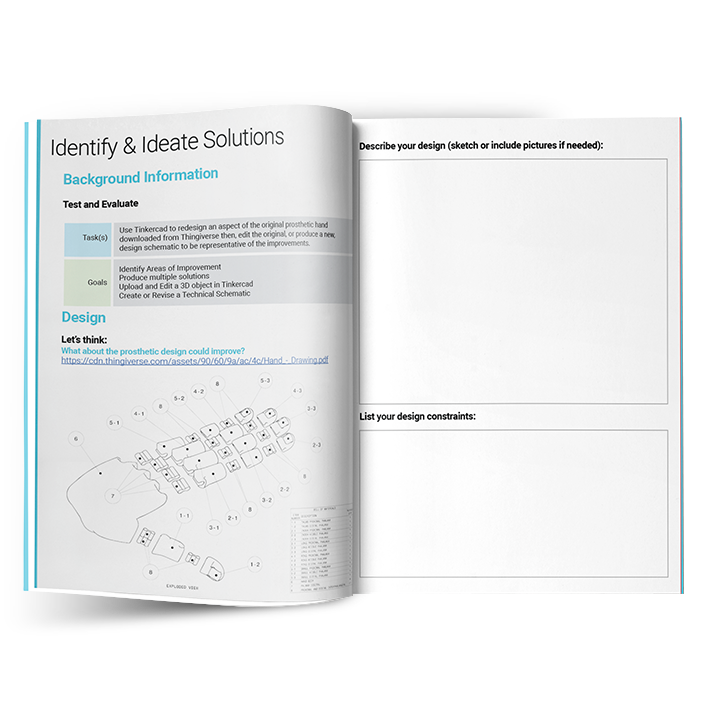 Identify & Ideate Solutions
Background Information
Test and Evaluate
Task(s)
Use Tinkercad to redesign an aspect of the original prosthetic hand
downloaded from Thingiverse then, edit the original, or produce a new,
design schematic to be representative of the improvements.
Goals
Identify Areas of Improvement
Produce multiple solutions
Upload and Edit a 3D object in Tinkercad
Create or Revise a Technical Schematic
Design
Let's think:
What about the prosthetic design could improve?
https://cdn.thingiverse.com/assets/90/60/9a/ac/4c/Hand_-_Drawing.pdf
5-3
8
4-2
4-3
5-2
8
3-3
4-1
5-1
2-3
6
7
8
2-2
3-2
1-1
8
2-1
3-1
1-2
8
EXPLODED VIEW
Describe your design (sketch or include pictures if needed):
List your design constraints: